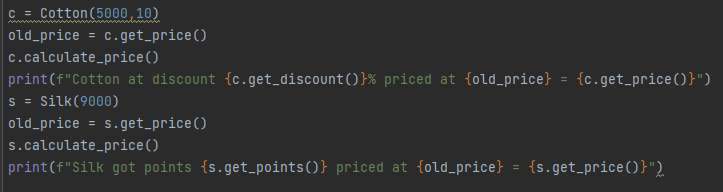 c = Cotton(5000,10)
old_price = c.get_price()
c.calculate_price()
print(f"Cotton at discount {c.get_discount()}% priced at {old_price} = {c.get_price()}")
s = Silk(9000)
old_price = s.get_price()
s.calculate_price()
print(f"Silk got points {s.get_points()} priced at {old_price} = {s.get_price()}")